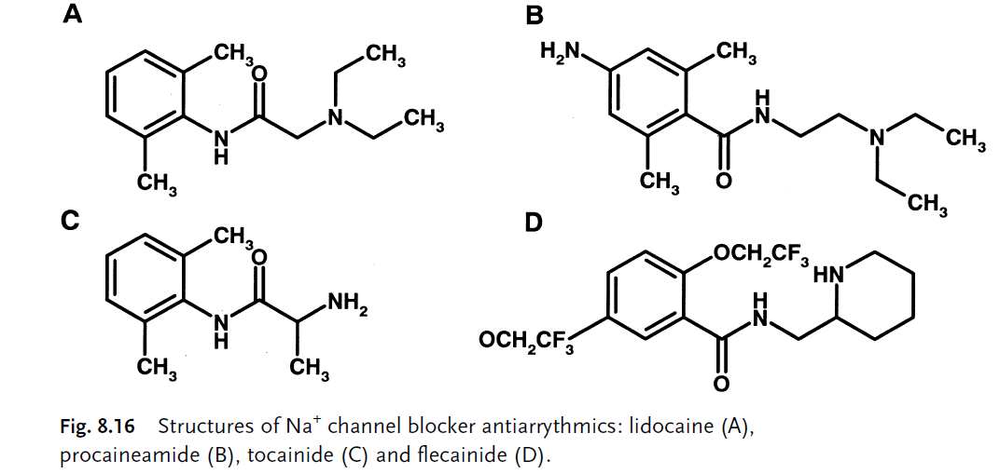 A
CH₃
O
CH₃
N
CH₃
N
H
CH₃
B
H₂N
CH₃
H
N
N
CH₃
CH₃
O
CH₃
C
CH₃
O
NH₂
N
H
CH₃
CH₃
D
OCH₂CF₃
HN
H
N
OCH₂CF₃
O
Fig. 8.16 Structures of Na⁺ channel blocker antiarrythmics: lidocaine (A),
procaineamide (B), tocainide (C) and flecainide (D).